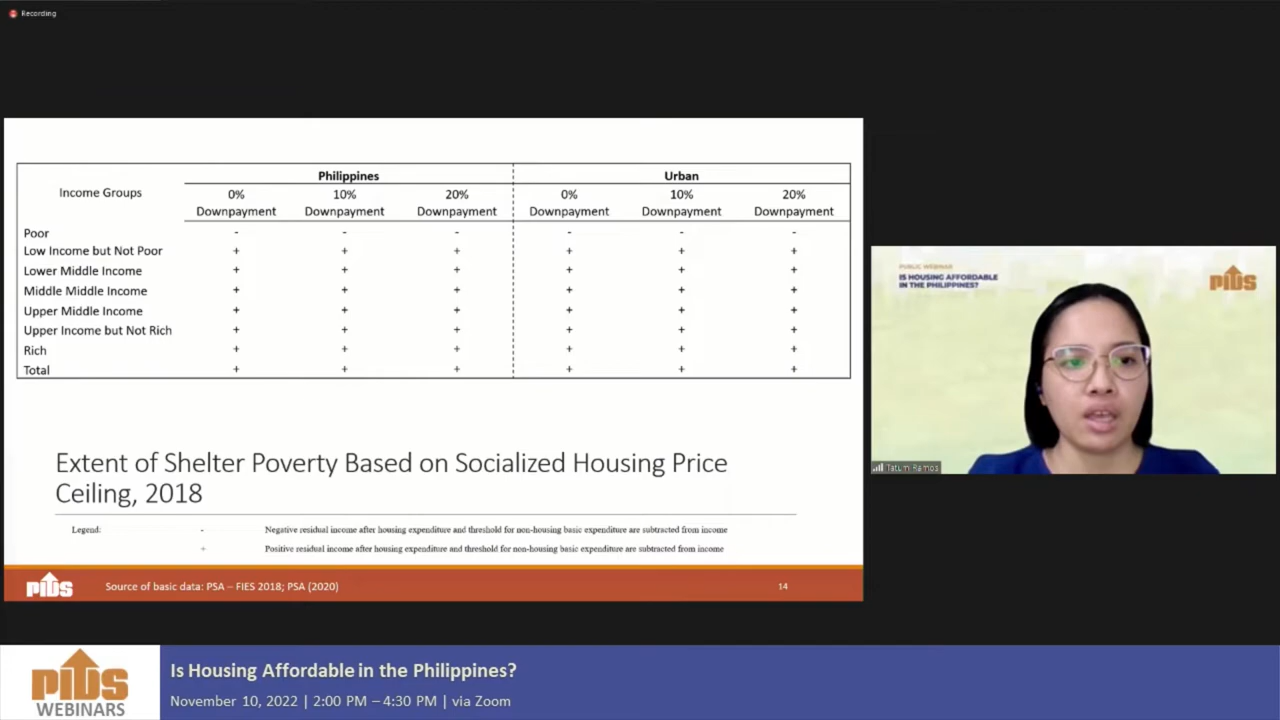 Recording
Philippines Urban
Income Groups 0% 10% 20% 0% 10% 20%
Downpayment Downpayment Downpayment Downpayment Downpayment Downpayment
Poor - - - - - -
Low Income but Not Poor + + + + + +
Lower Middle Income + + + + + +
Middle Middle Income + + + + + +
Upper Middle Income + + + + + +
Upper Income but Not Rich + + + + + +
Rich + + + + + +
Total + + + + + +
Extent of Shelter Poverty Based on Socialized Housing Price
Ceiling, 2018
Legend: - Negative residual income after housing expenditure and threshold for non-housing basic expenditure are subtracted from income
+ Positive residual income after housing expenditure and threshold for non-housing basic expenditure are subtracted from income
PIDS Source of basic data: PSA – FIES 2018; PSA (2020) 14
PUBLIC WEBINAR
IS HOUSING AFFORDABLE
IN THE PHILIPPINES?
PIDS
Tatum Ramos
PIDS
WEBINARS
Is Housing Affordable in the Philippines?
November 10, 2022 | 2:00 PM – 4:30 PM | via Zoom